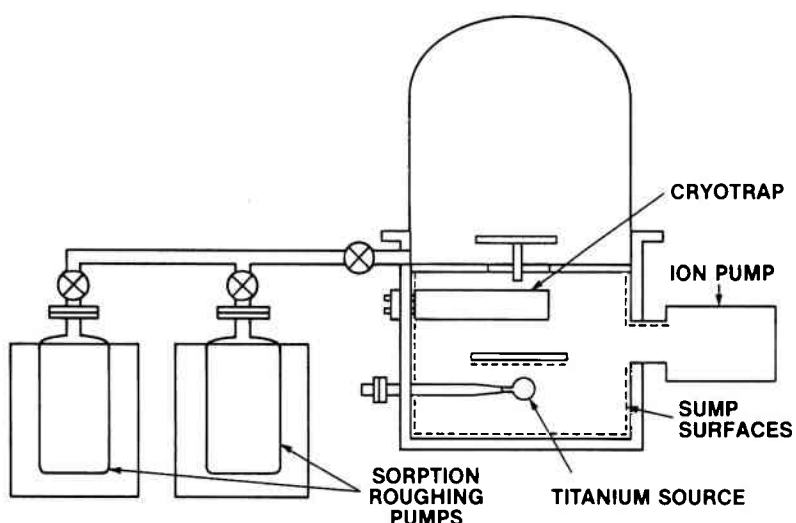 CRYOTRAP
ION PUMP
SUMP
SURFACES
SORPTION
ROUGHING
PUMPS
TITANIUM SOURCE